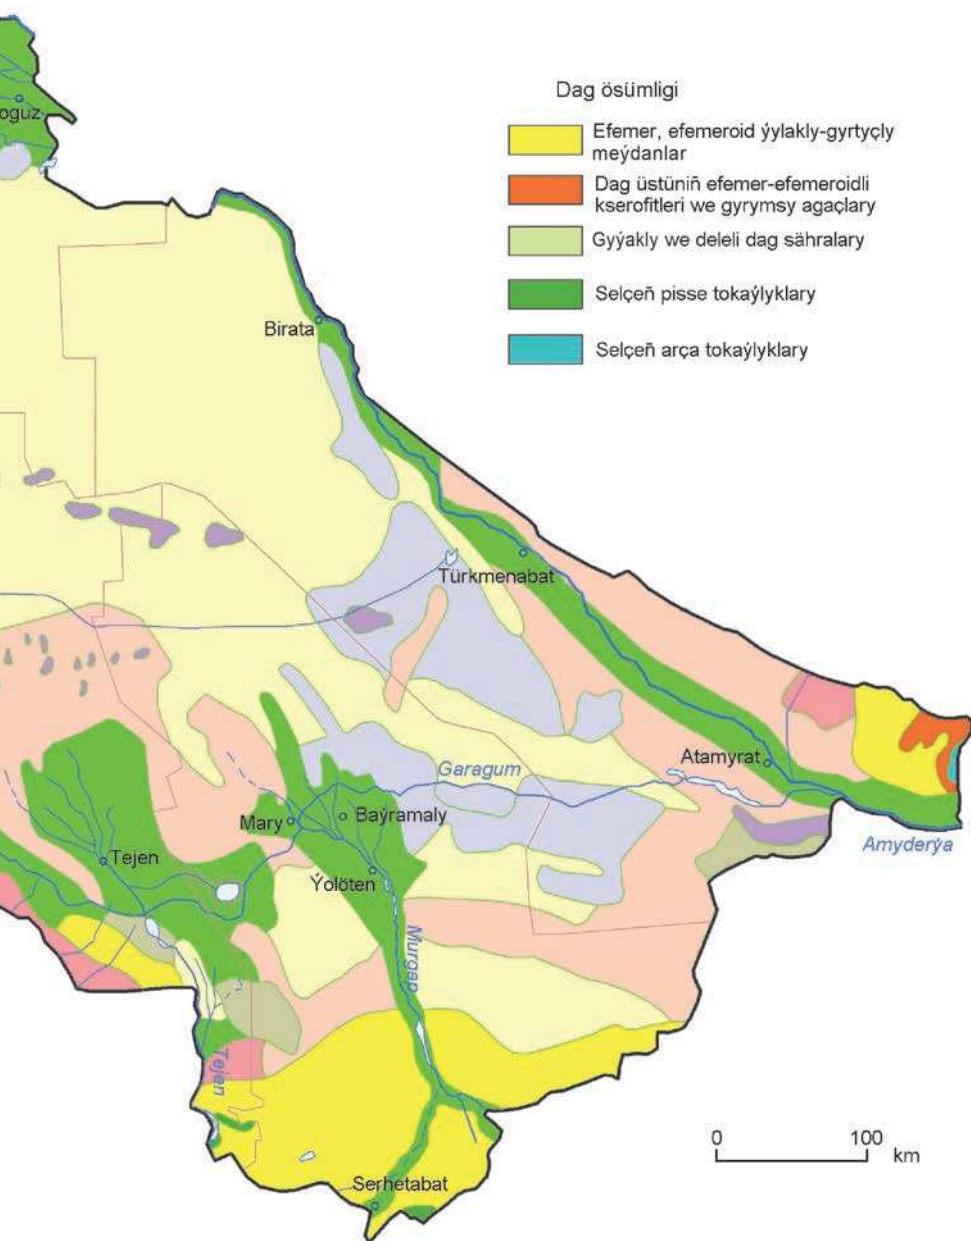 Dag ösümligi
Efemer, efemeroid ýylakly-gyrtyçly
meýdanlar
Dag üstüniň efemer-efemeroidli
kserofitleri we gyrymsy agaçlary
Gyýakly we deleli dag sähralary
Selçeň pisse tokaýlyklary
Selçeň arça tokaýlyklary
oguz
Birata
Türkmenabat
Atamyrat
Garagum
Mary
Baýramaly
Amyderýa
Tejen
Ýolöten
Murgap
Tejen
Serhetabat
0 100
km